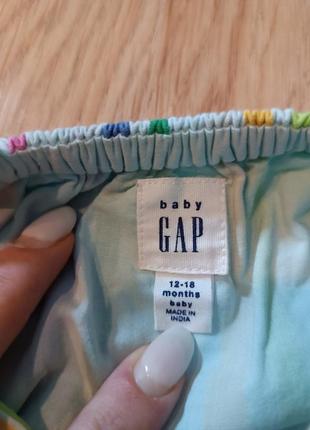 baby
GAP
12-18
months
baby
MADE IN
INDIA